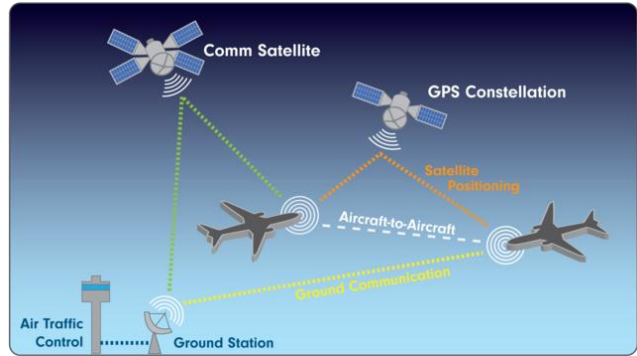 Comm Satellite
GPS Constellation
Satellite
Positioning
Aircraft-to-Aircraft
Ground Communication
Air Traffic
Control
Ground Station